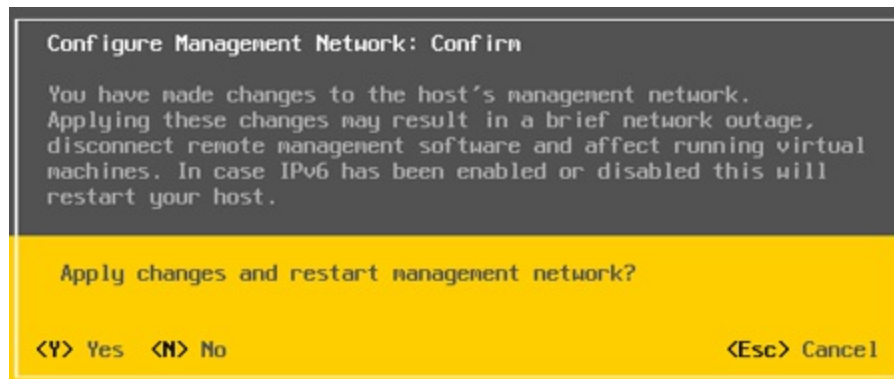 Configure Management Network: Confirm
You have made changes to the host's management network.
Applying these changes may result in a brief network outage,
disconnect remote management software and affect running virtual
machines. In case IPv6 has been enabled or disabled this will
restart your host.
Apply changes and restart management network?
<Y> Yes <N> No <Esc> Cancel